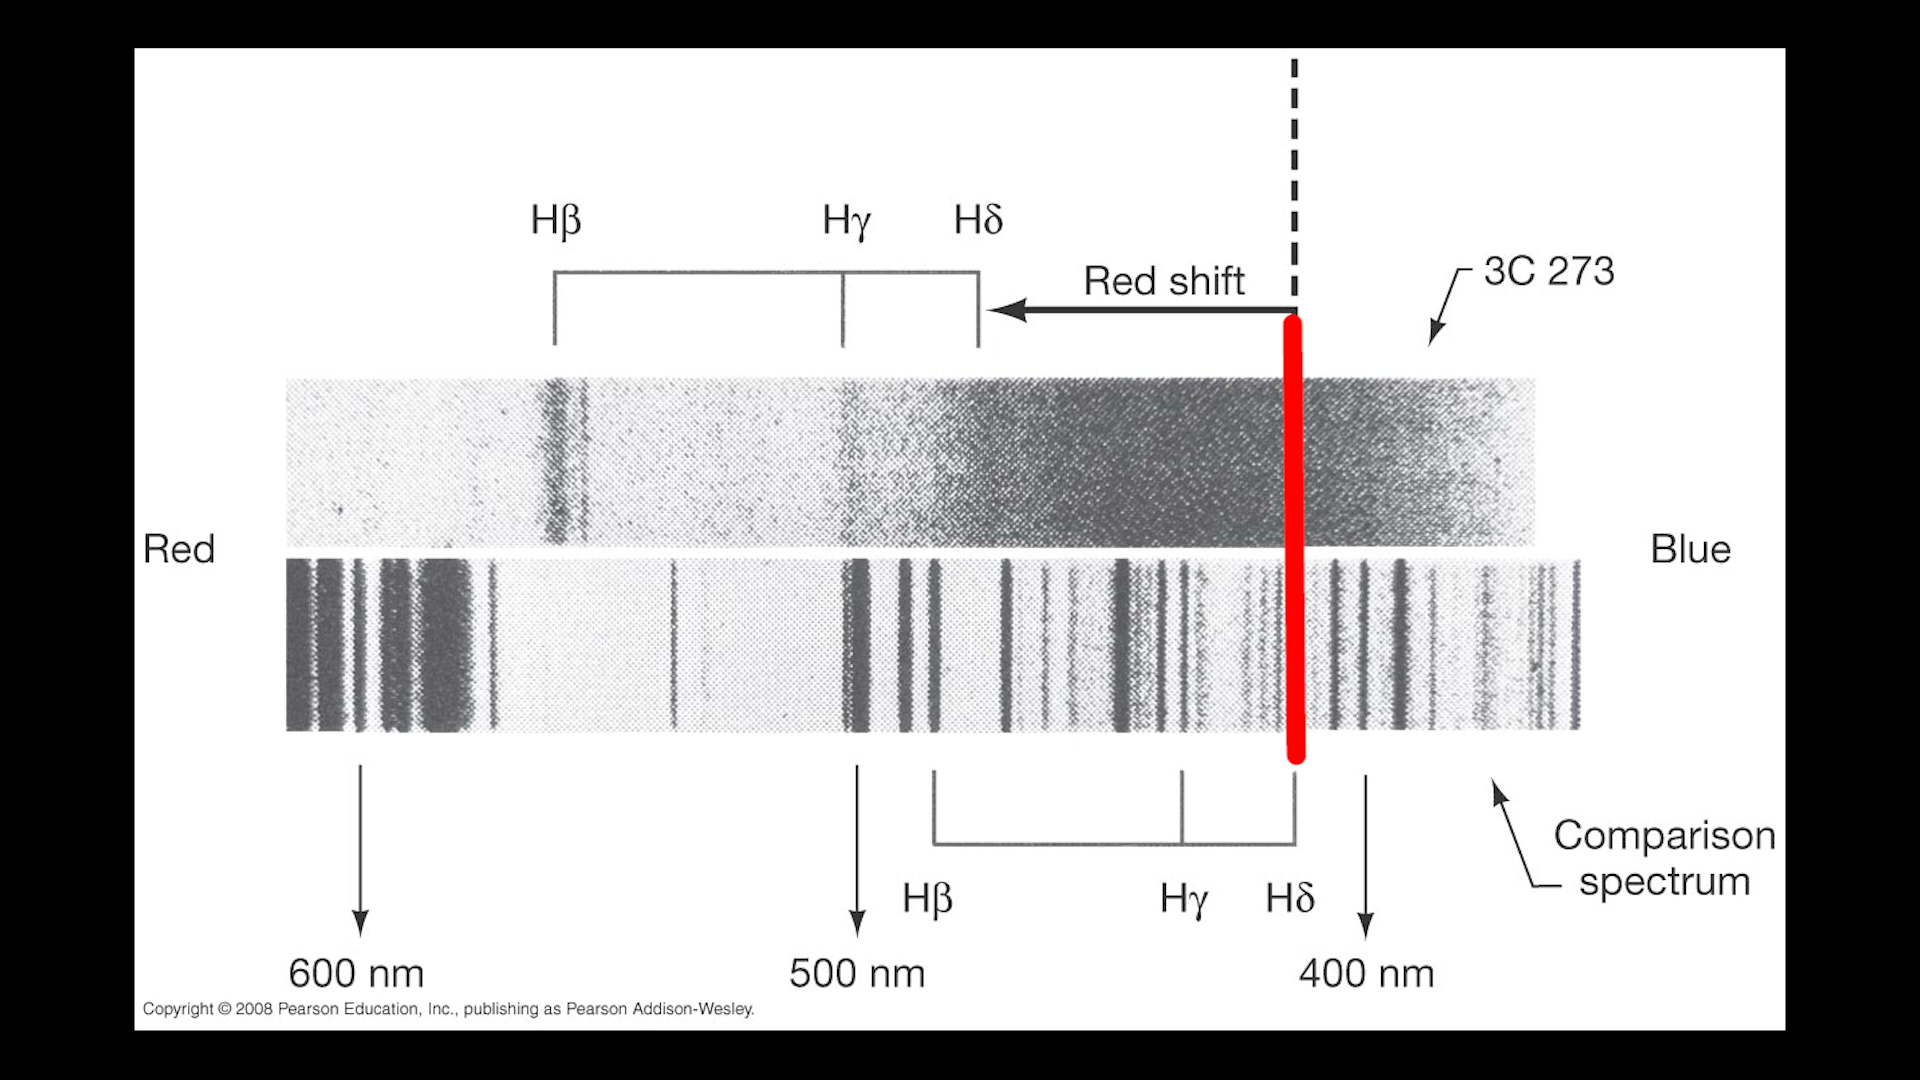 Hβ Hγ Hδ
Red shift
3C 273
Red
Blue
Comparison
spectrum
Hβ Hγ Hδ
600 nm 500 nm 400 nm
Copyright © 2008 Pearson Education, Inc., publishing as Pearson Addison-Wesley.